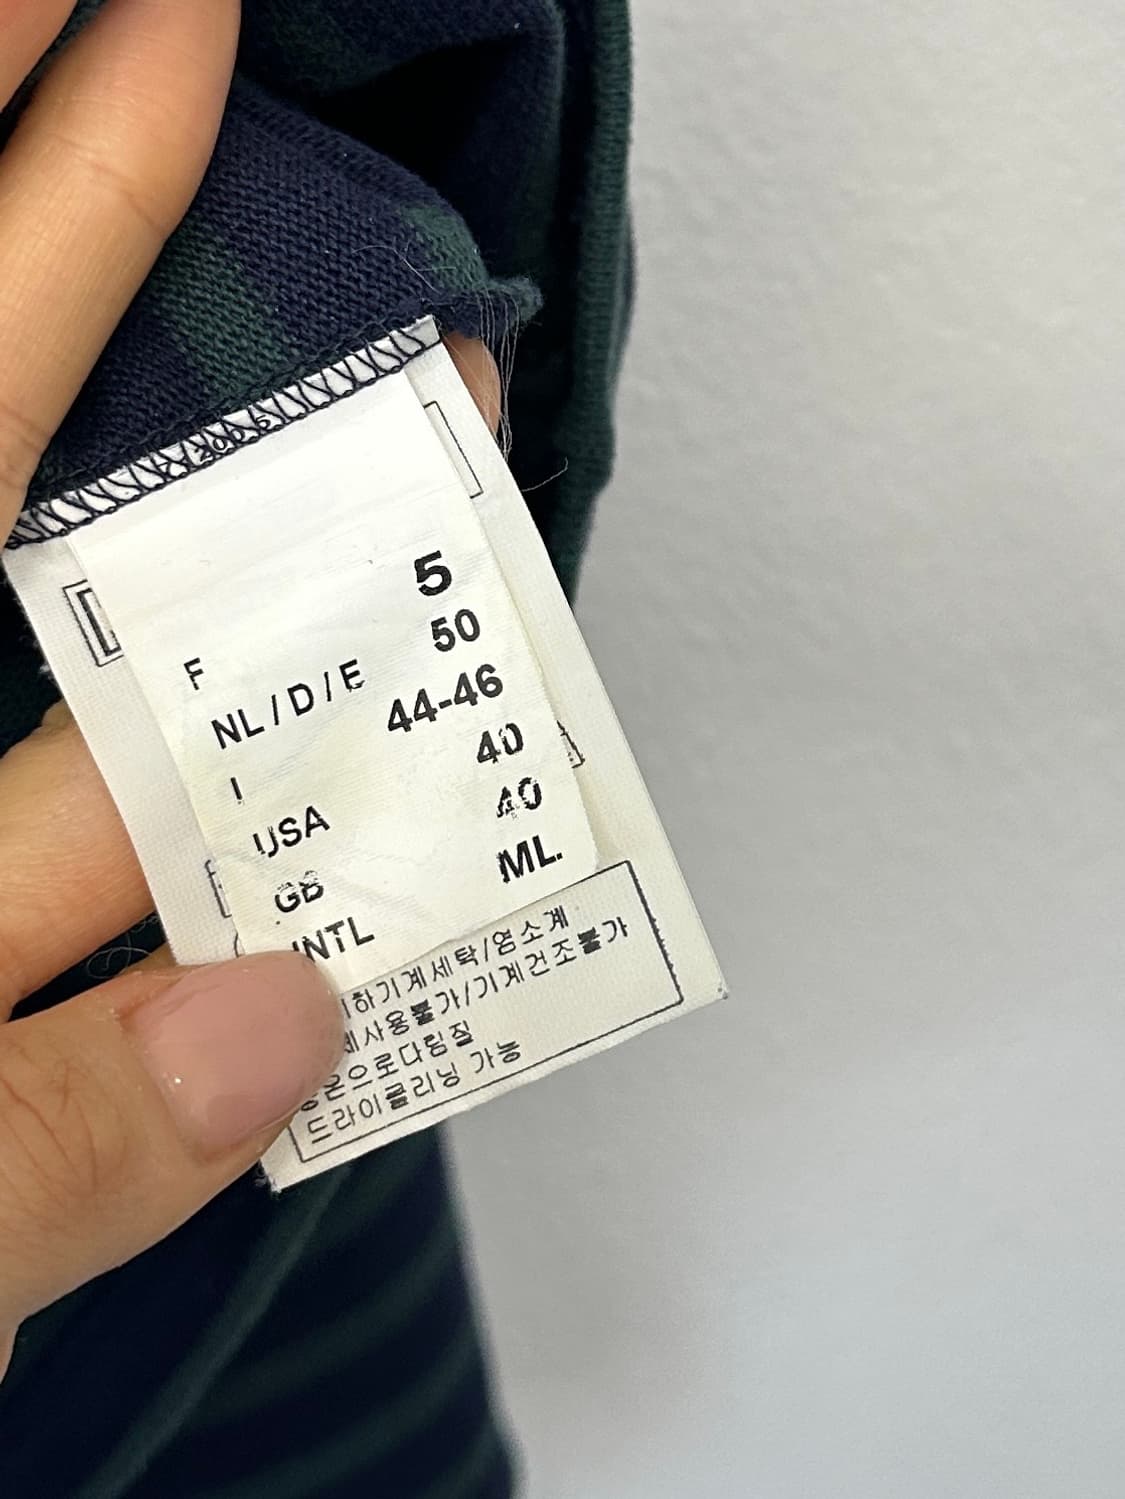 5
F 50
NL/D/E 44-46
I 40
USA 40
GB ML.
INTL
하기계세탁/염소계
세사용불가/기계건조불가
온으로다림질
드라이클리닝 가능